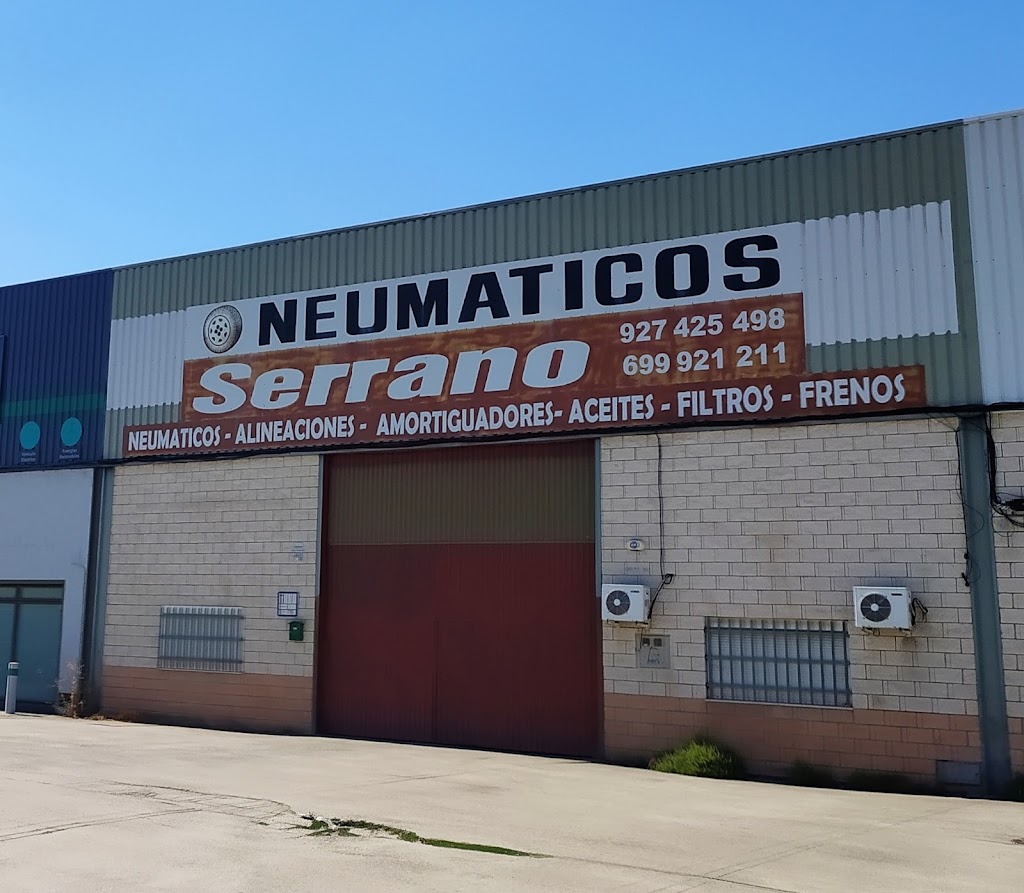 NEUMATICOS
Serrano
927 425 498
699 921 211
NEUMATICOS - ALINEACIONES - AMORTIGUADORES- ACEITES - FILTROS - FRENOS